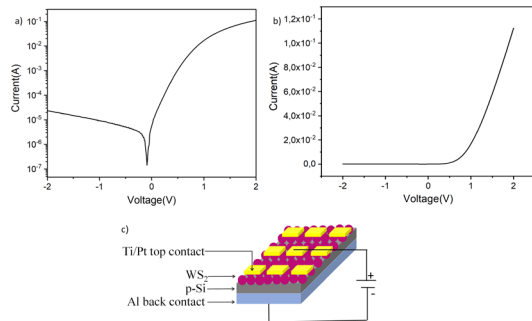 a)
10⁻¹
10⁻²
10⁻³
10⁻⁴
10⁻⁵
10⁻⁶
10⁻⁷
Current(A)
-2 -1 0 1 2
Voltage(V)
b)
1,2x10⁻¹
1,0x10⁻¹
8,0x10⁻²
6,0x10⁻²
4,0x10⁻²
2,0x10⁻²
0,0
Current(A)
-2 -1 0 1 2
Voltage(V)
c)
Ti/Pt top contact
WS₂
p-Si
Al back contact
+
-